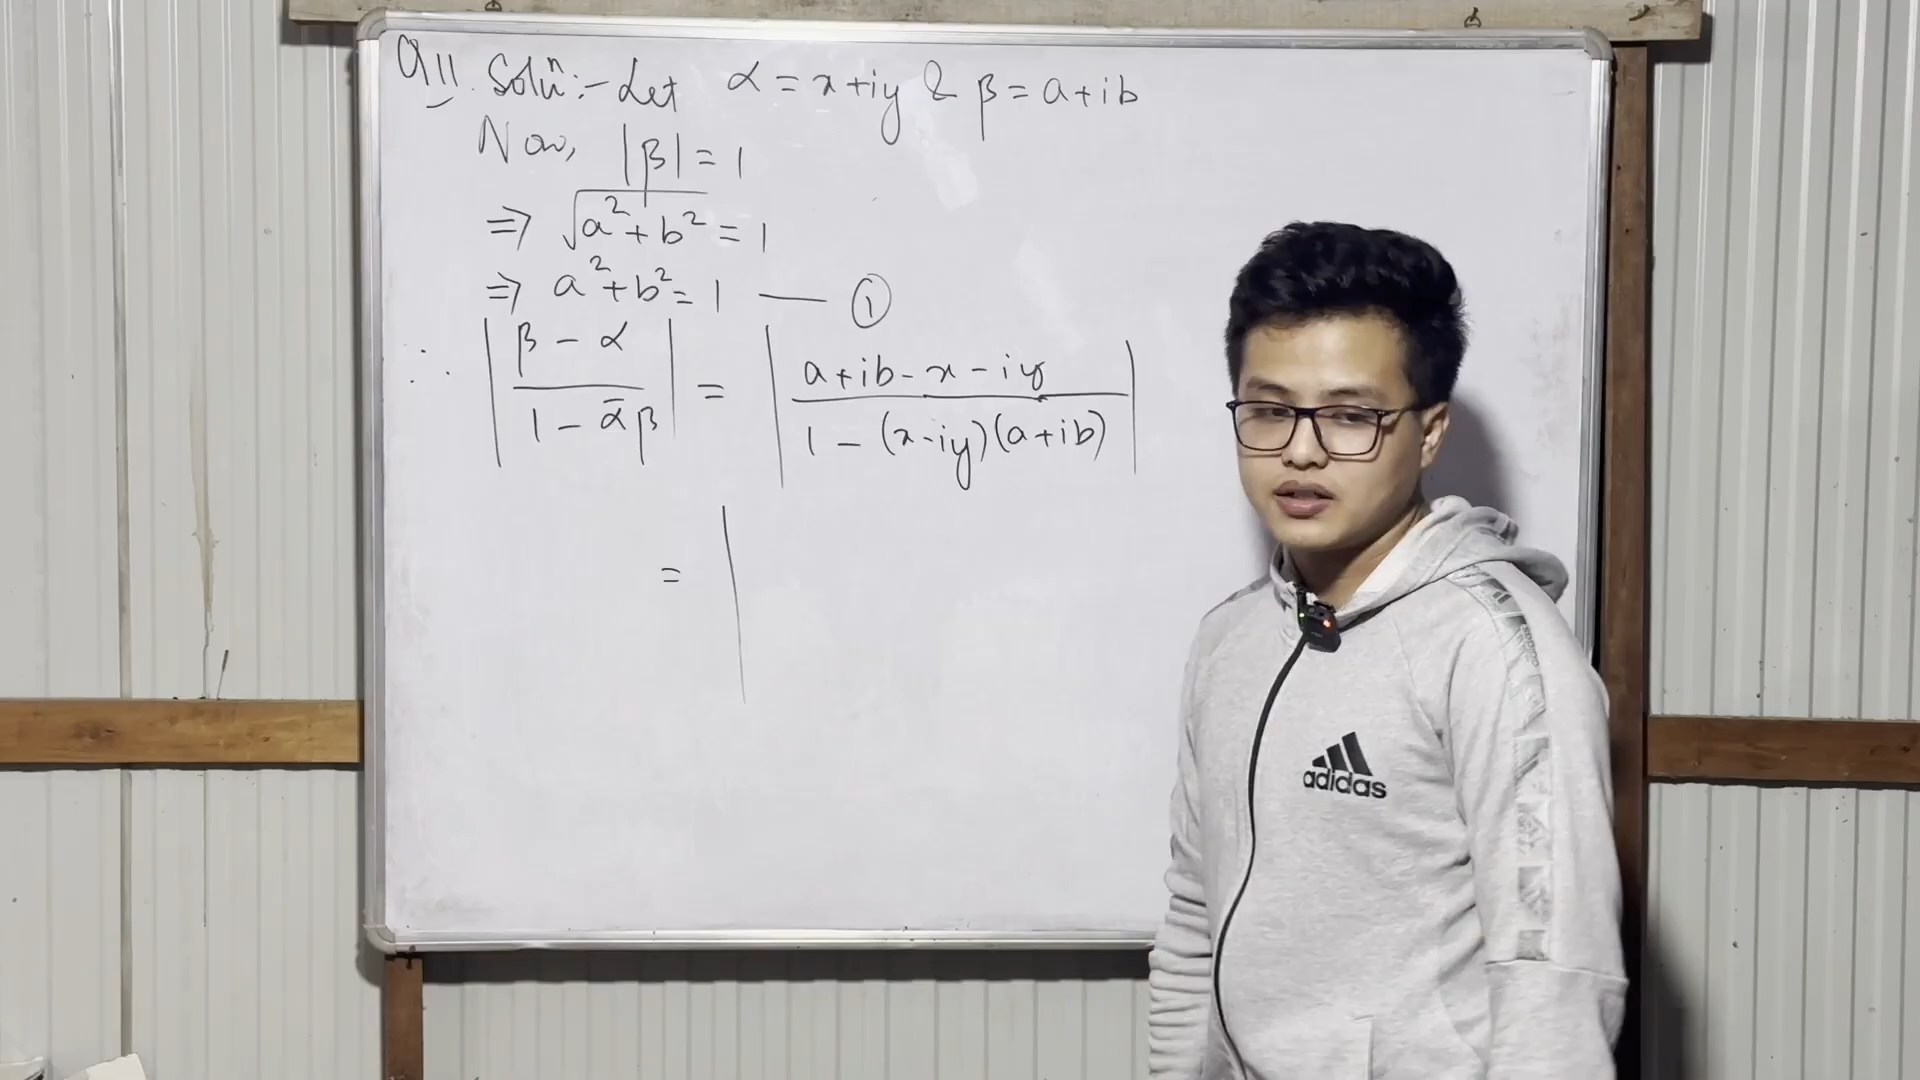 Q11. Solⁿ:- Let α = x+iy & β = a+ib
Now, |β| = 1
⇒ √(a²+b²) = 1
⇒ a²+b² = 1 — ①
∴ |(β - α)/(1 - ᾱβ)| = |(a+ib-x-iy)/(1-(x-iy)(a+ib))|
= |
adidas